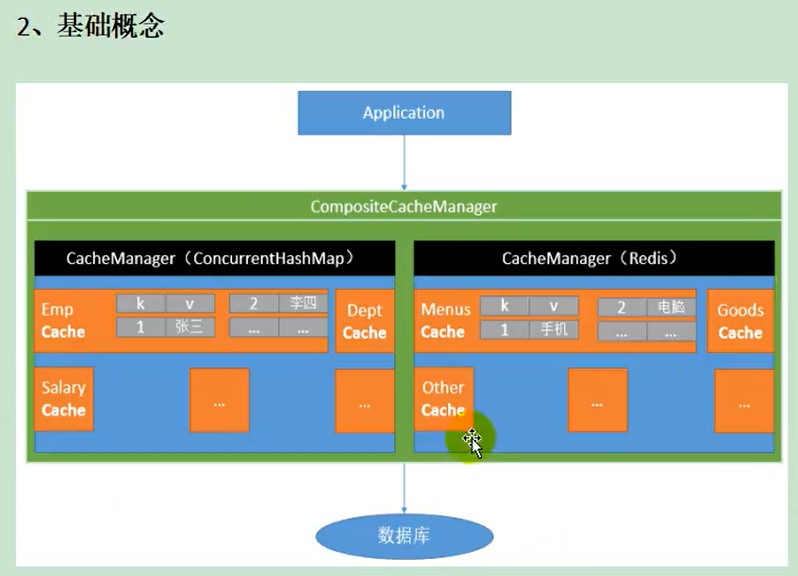 2、基础概念
Application
CompositeCacheManager
CacheManager（ConcurrentHashMap）
Emp
Cache
k v
1 张三
2 李四
... ...
Dept
Cache
Salary
Cache
...
...
CacheManager（Redis）
Menus
Cache
k v
1 手机
2 电脑
... ...
Goods
Cache
Other
Cache
...
...
数据库